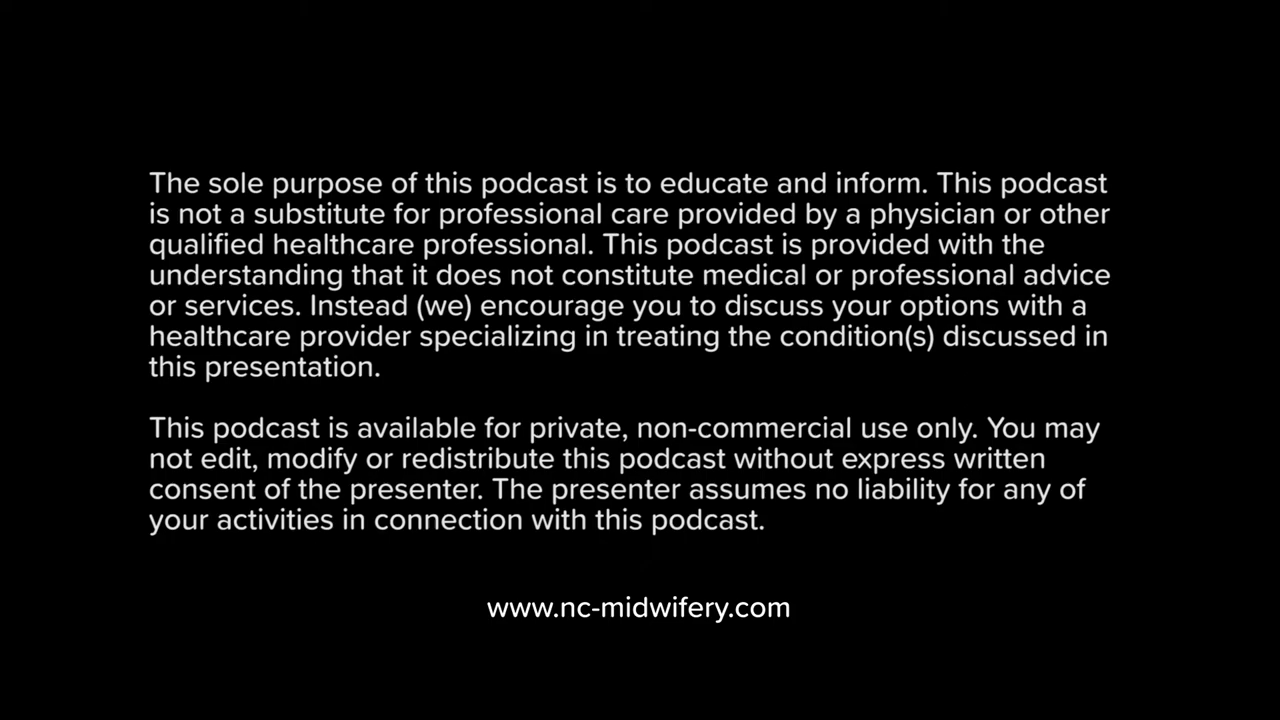 The sole purpose of this podcast is to educate and inform. This podcast
is not a substitute for professional care provided by a physician or other
qualified healthcare professional. This podcast is provided with the
understanding that it does not constitute medical or professional advice
or services. Instead (we) encourage you to discuss your options with a
healthcare provider specializing in treating the condition(s) discussed in
this presentation.
This podcast is available for private, non-commercial use only. You may
not edit, modify or redistribute this podcast without express written
consent of the presenter. The presenter assumes no liability for any of
your activities in connection with this podcast.
www.nc-midwifery.com